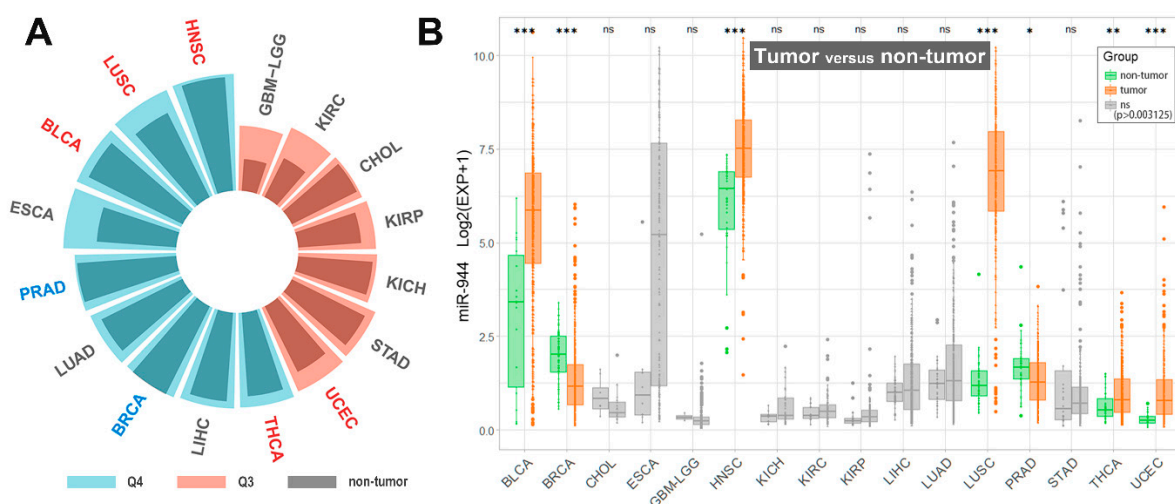 A
HNSC
GBM-LGG
KIRC
CHOL
KIRP
KICH
STAD
UCEC
THCA
LIHC
BRCA
LUAD
PRAD
ESCA
BLCA
LUSC
Q4
Q3
non-tumor
B
*** *** ns ns ns *** ns ns ns ns ns *** * ns ** ***
Tumor versus non-tumor
Group
non-tumor
tumor
ns
(p>0.003125)
miR-944 Log2(EXP+1)
10.0
7.5
5.0
2.5
0.0
BLCA
BRCA
CHOL
ESCA
GBM-LGG
HNSC
KICH
KIRC
KIRP
LIHC
LUAD
LUSC
PRAD
STAD
THCA
UCEC